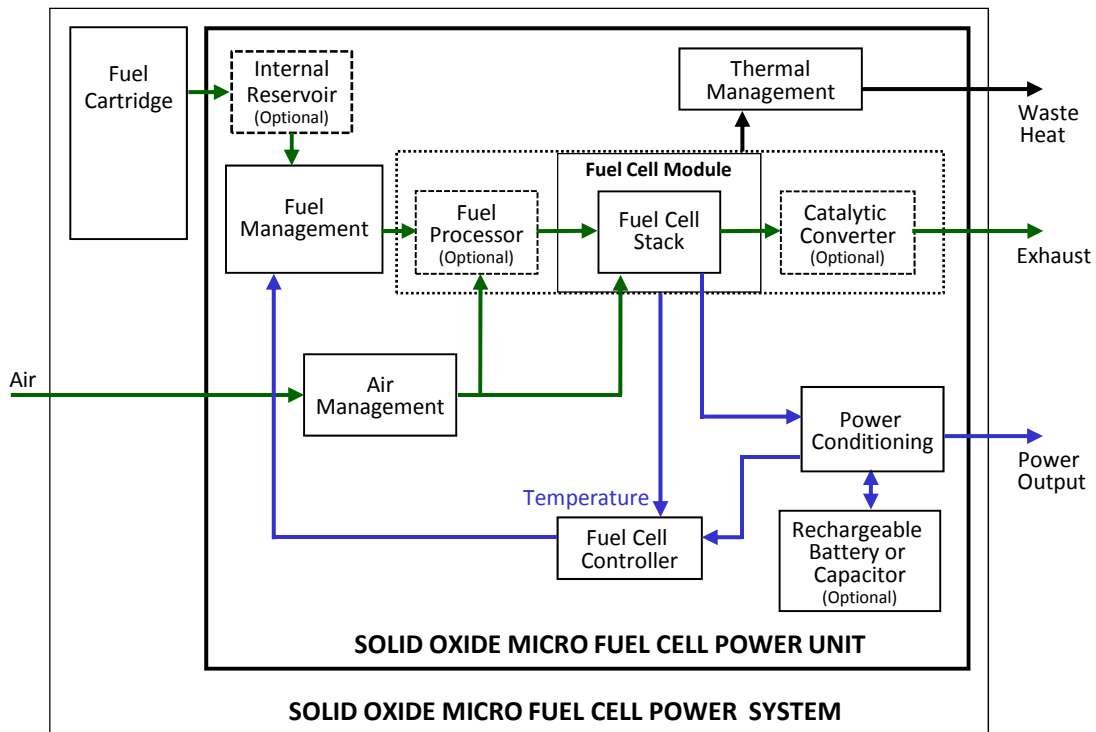 Fuel
Cartridge
Internal
Reservoir
(Optional)
Thermal
Management
Waste
Heat
Fuel
Management
Fuel Cell Module
Fuel
Processor
(Optional)
Fuel Cell
Stack
Catalytic
Converter
(Optional)
Exhaust
Air
Air
Management
Power
Conditioning
Power
Output
Temperature
Fuel Cell
Controller
Rechargeable
Battery or
Capacitor
(Optional)
SOLID OXIDE MICRO FUEL CELL POWER UNIT
SOLID OXIDE MICRO FUEL CELL POWER SYSTEM